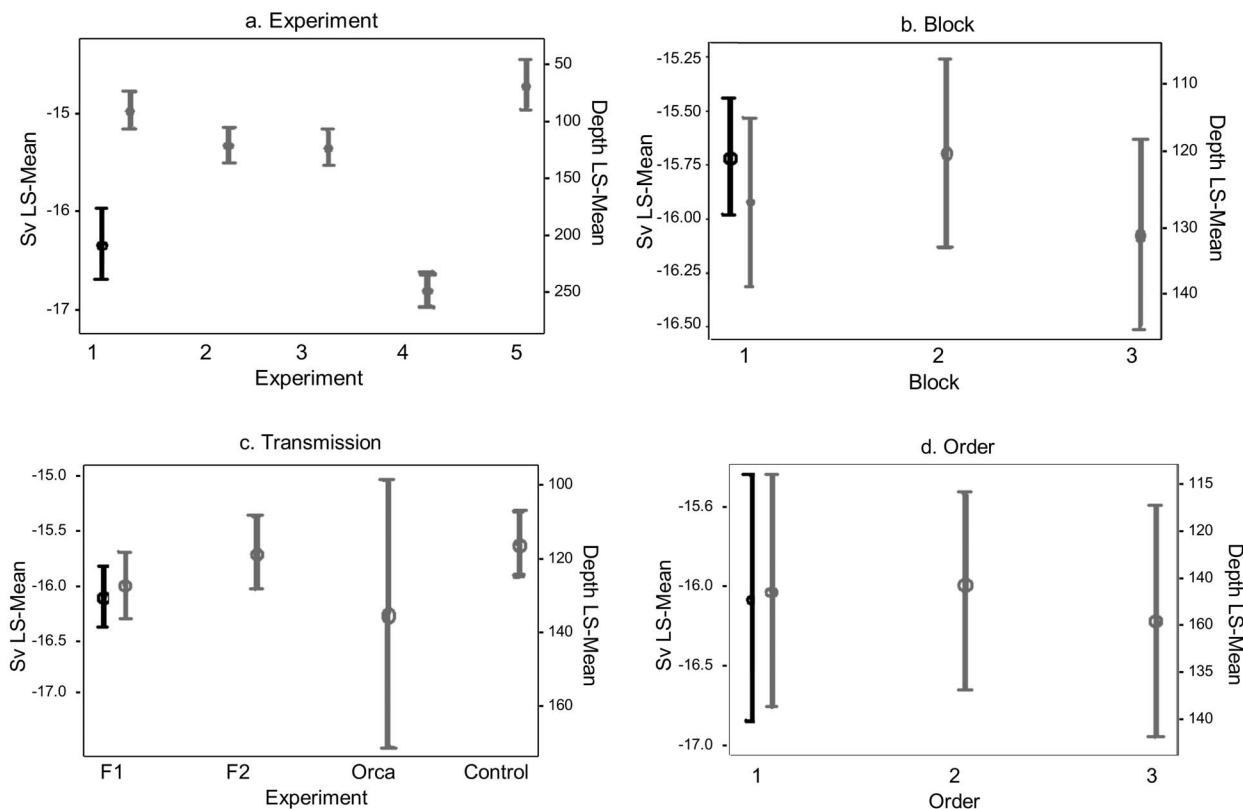 a. Experiment
Sv LS-Mean
-15
-16
-17
50
100
150
200
250
Depth LS-Mean
1 2 3 4 5
Experiment
b. Block
Sv LS-Mean
-15.25
-15.50
-15.75
-16.00
-16.25
-16.50
110
120
130
140
Depth LS-Mean
1 2 3
Block
c. Transmission
Sv LS-Mean
-15.0
-15.5
-16.0
-16.5
-17.0
100
120
140
160
Depth LS-Mean
F1 F2 Orca Control
Experiment
d. Order
Sv LS-Mean
-15.6
-16.0
-16.5
-17.0
115
120
140
160
135
140
Depth LS-Mean
1 2 3
Order